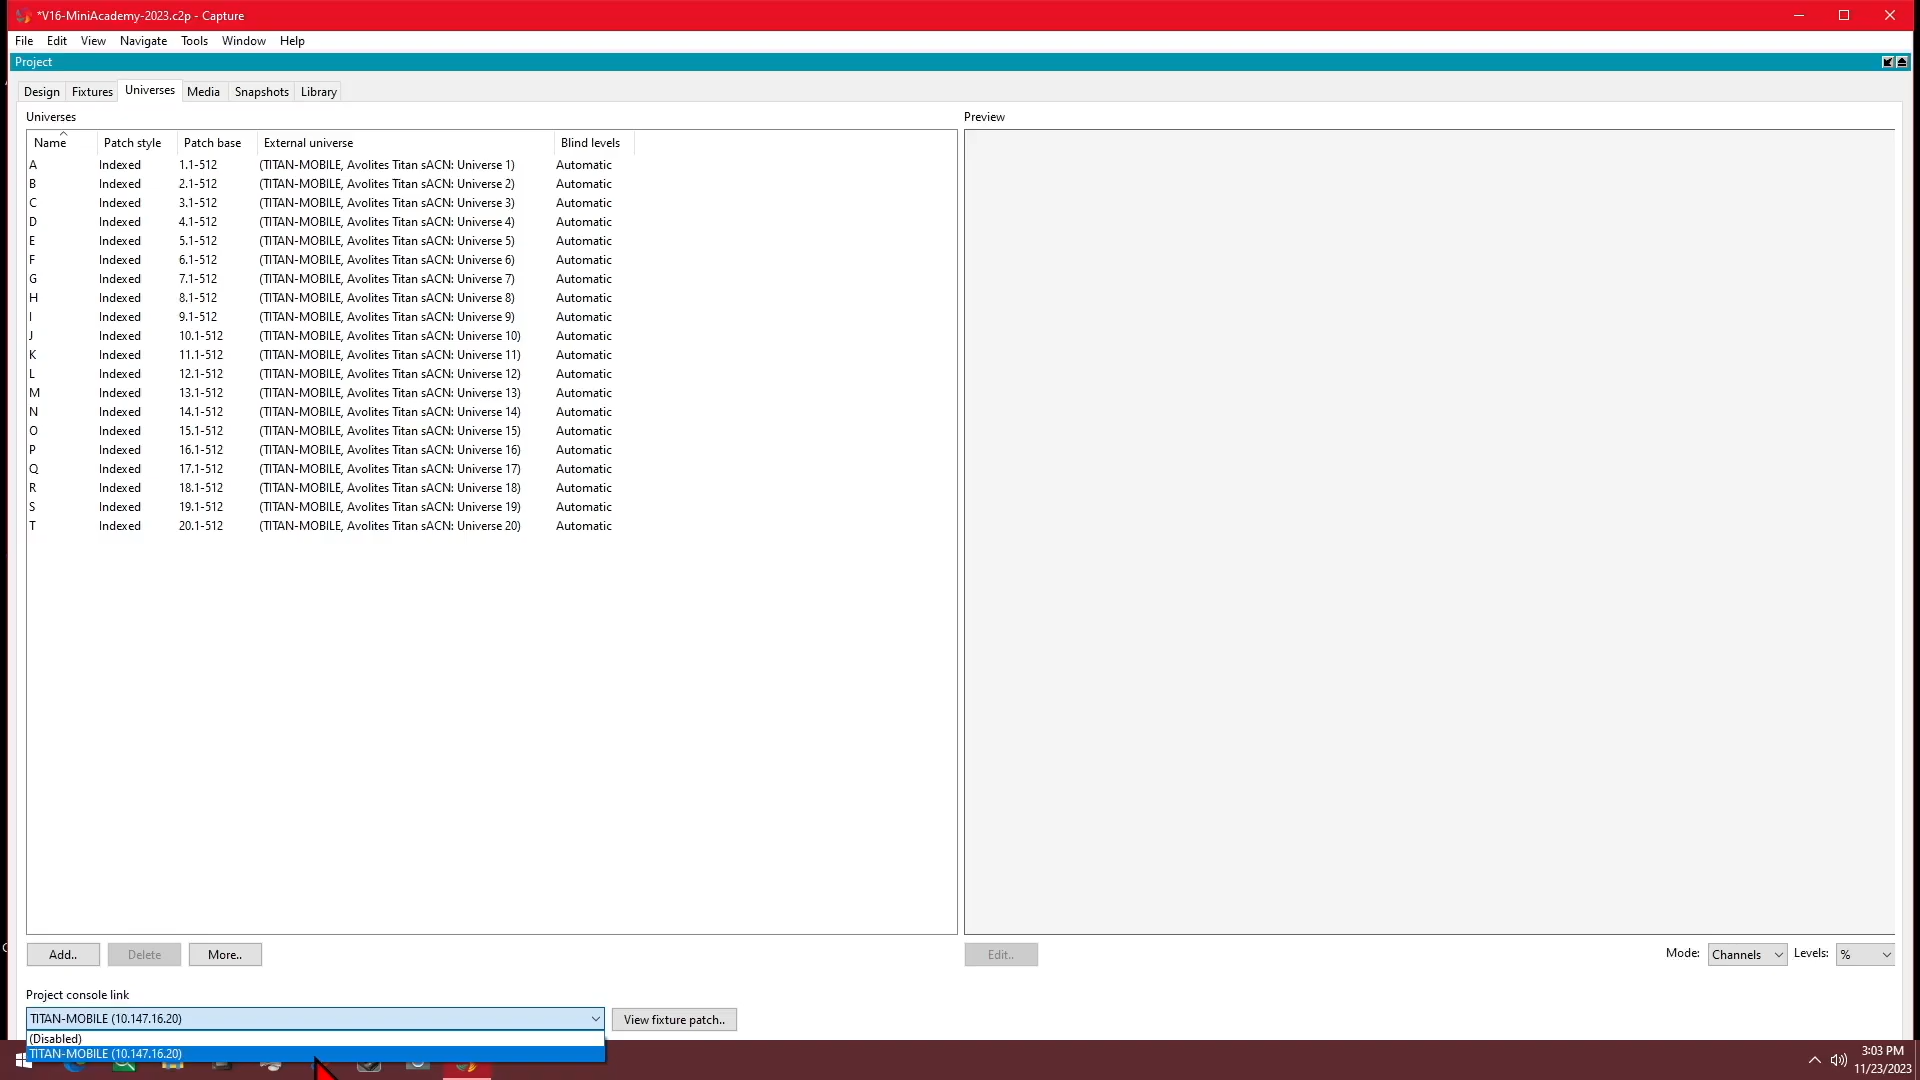 *V16-MiniAcademy-2023.c2p - Capture
File Edit View Navigate Tools Window Help
Project
Design Fixtures Universes Media Snapshots Library
Universes
Preview
Name Patch style Patch base External universe Blind levels
A Indexed 1.1-512 (TITAN-MOBILE, Avolites Titan sACN: Universe 1) Automatic
B Indexed 2.1-512 (TITAN-MOBILE, Avolites Titan sACN: Universe 2) Automatic
C Indexed 3.1-512 (TITAN-MOBILE, Avolites Titan sACN: Universe 3) Automatic
D Indexed 4.1-512 (TITAN-MOBILE, Avolites Titan sACN: Universe 4) Automatic
E Indexed 5.1-512 (TITAN-MOBILE, Avolites Titan sACN: Universe 5) Automatic
F Indexed 6.1-512 (TITAN-MOBILE, Avolites Titan sACN: Universe 6) Automatic
G Indexed 7.1-512 (TITAN-MOBILE, Avolites Titan sACN: Universe 7) Automatic
H Indexed 8.1-512 (TITAN-MOBILE, Avolites Titan sACN: Universe 8) Automatic
I Indexed 9.1-512 (TITAN-MOBILE, Avolites Titan sACN: Universe 9) Automatic
J Indexed 10.1-512 (TITAN-MOBILE, Avolites Titan sACN: Universe 10) Automatic
K Indexed 11.1-512 (TITAN-MOBILE, Avolites Titan sACN: Universe 11) Automatic
L Indexed 12.1-512 (TITAN-MOBILE, Avolites Titan sACN: Universe 12) Automatic
M Indexed 13.1-512 (TITAN-MOBILE, Avolites Titan sACN: Universe 13) Automatic
N Indexed 14.1-512 (TITAN-MOBILE, Avolites Titan sACN: Universe 14) Automatic
O Indexed 15.1-512 (TITAN-MOBILE, Avolites Titan sACN: Universe 15) Automatic
P Indexed 16.1-512 (TITAN-MOBILE, Avolites Titan sACN: Universe 16) Automatic
Q Indexed 17.1-512 (TITAN-MOBILE, Avolites Titan sACN: Universe 17) Automatic
R Indexed 18.1-512 (TITAN-MOBILE, Avolites Titan sACN: Universe 18) Automatic
S Indexed 19.1-512 (TITAN-MOBILE, Avolites Titan sACN: Universe 19) Automatic
T Indexed 20.1-512 (TITAN-MOBILE, Avolites Titan sACN: Universe 20) Automatic
Add.. Delete More.. Edit.. Mode: Channels Levels: %
Project console link
TITAN-MOBILE (10.147.16.20) View fixture patch..
(Disabled)
TITAN-MOBILE (10.147.16.20)
3:03 PM
11/23/2023